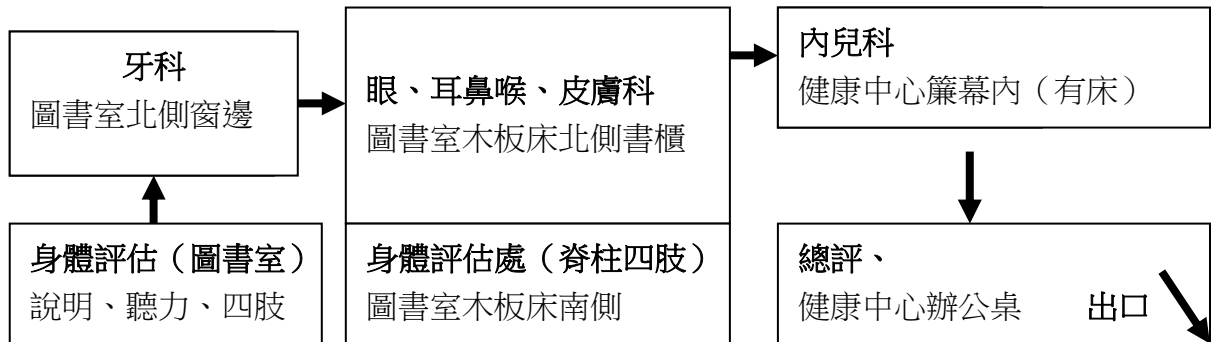 牙科
圖書室北側窗邊
眼、耳鼻喉、皮膚科
圖書室木板床北側書櫃
內兒科
健康中心簾幕內（有床）
身體評估（圖書室）
說明、聽力、四肢
身體評估處（脊柱四肢）
圖書室木板床南側
總評、
健康中心辦公桌 出口